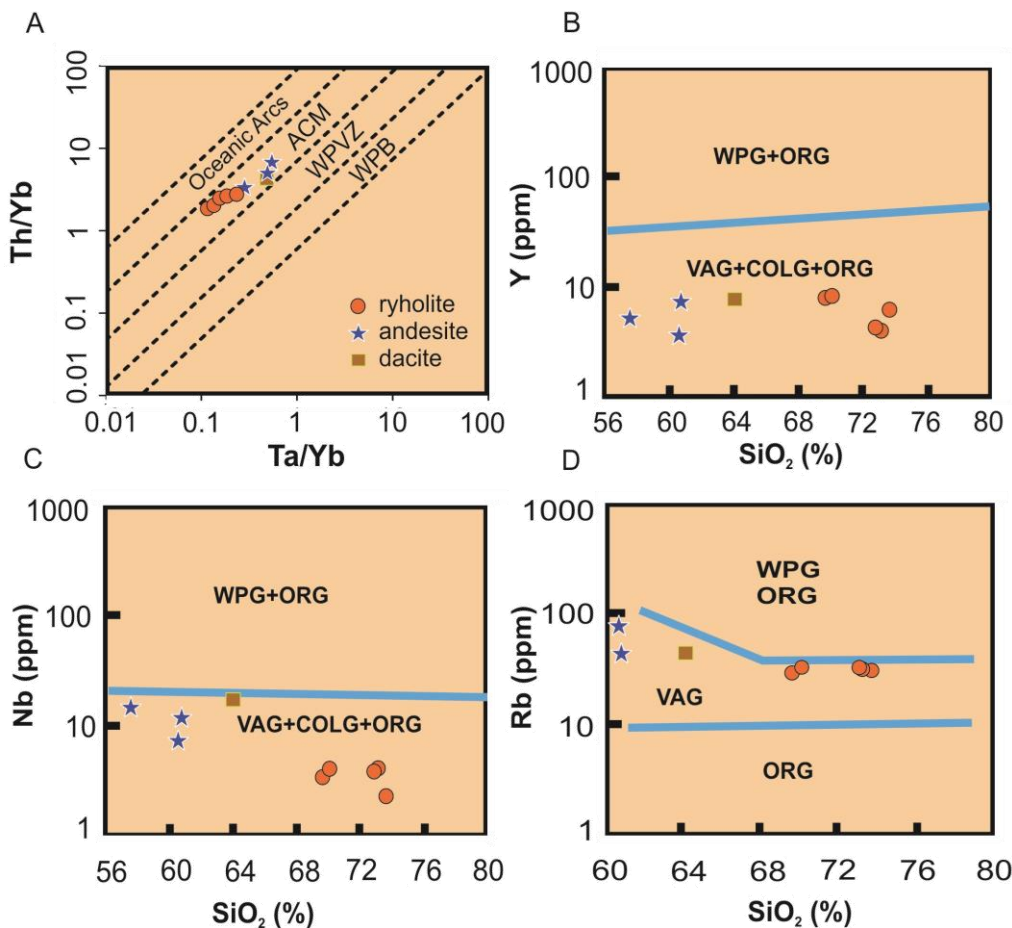 A
Th/Yb
100
10
1
0.1
0.01
Oceanic Arcs
ACM
WPVZ
WPB
ryholite
andesite
dacite
0.01 0.1 1 10 100
Ta/Yb
B
Y (ppm)
1000
100
10
1
WPG+ORG
VAG+COLG+ORG
56 60 64 68 72 76 80
SiO₂ (%)
C
Nb (ppm)
1000
100
10
1
WPG+ORG
VAG+COLG+ORG
56 60 64 68 72 76 80
SiO₂ (%)
D
Rb (ppm)
1000
100
10
1
WPG
ORG
VAG
ORG
60 64 68 72 76 80
SiO₂ (%)